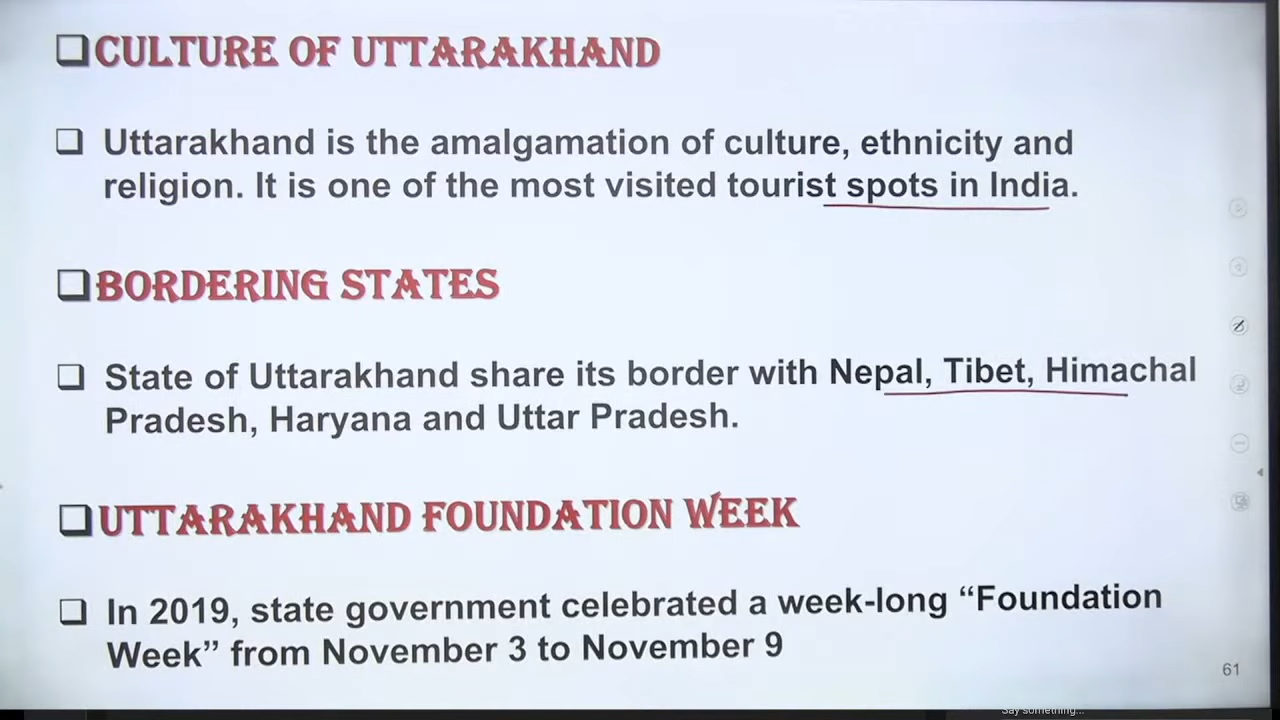 CULTURE OF UTTARAKHAND
Uttarakhand is the amalgamation of culture, ethnicity and
religion. It is one of the most visited tourist spots in India.
BORDERING STATES
State of Uttarakhand share its border with Nepal, Tibet, Himachal
Pradesh, Haryana and Uttar Pradesh.
UTTARAKHAND FOUNDATION WEEK
In 2019, state government celebrated a week-long “Foundation
Week” from November 3 to November 9
61
Say something...